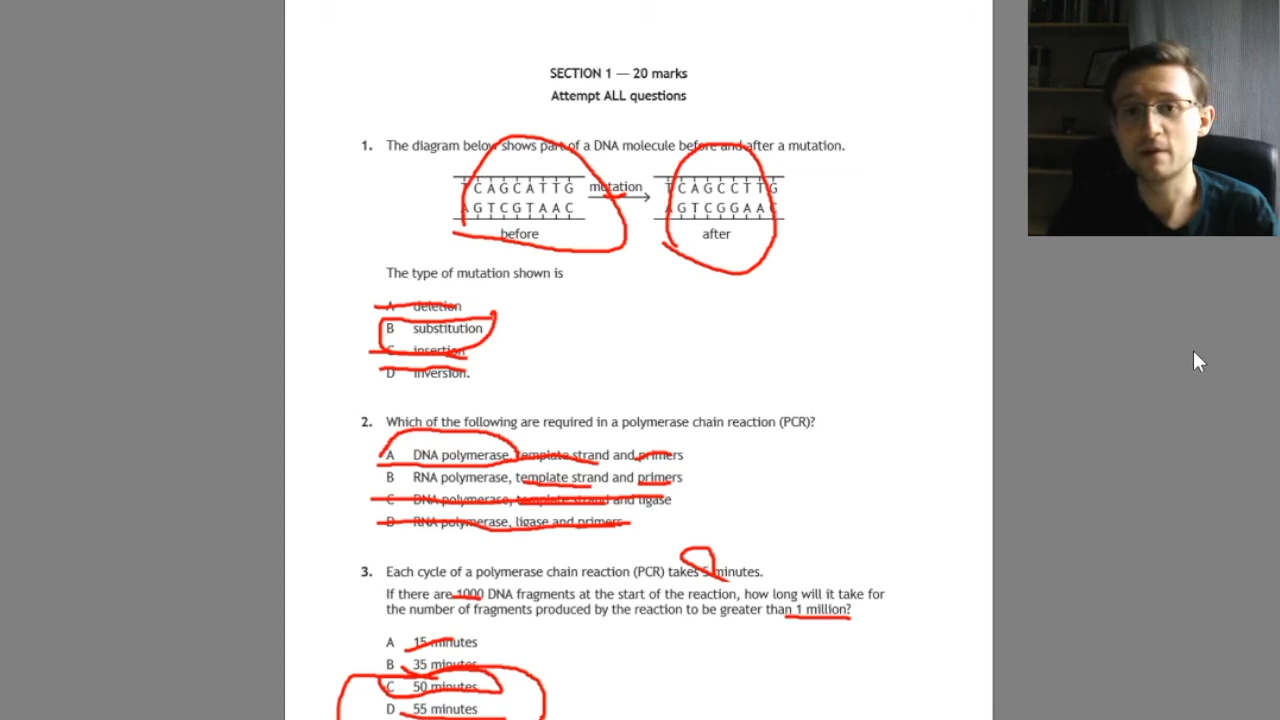 SECTION 1 — 20 marks
Attempt ALL questions
1. The diagram below shows part of a DNA molecule before and after a mutation.
T C A G C A T T G mutation T C A G C C T T G
A G T C G T A A C A G T C G G A A C
before after
The type of mutation shown is
A deletion
B substitution
C insertion
D inversion.
2. Which of the following are required in a polymerase chain reaction (PCR)?
A DNA polymerase, template strand and primers
B RNA polymerase, template strand and primers
C DNA polymerase, template strand and ligase
D RNA polymerase, ligase and primers
3. Each cycle of a polymerase chain reaction (PCR) takes 5 minutes.
If there are 1000 DNA fragments at the start of the reaction, how long will it take for
the number of fragments produced by the reaction to be greater than 1 million?
A 15 minutes
B 35 minutes
C 50 minutes
D 55 minutes